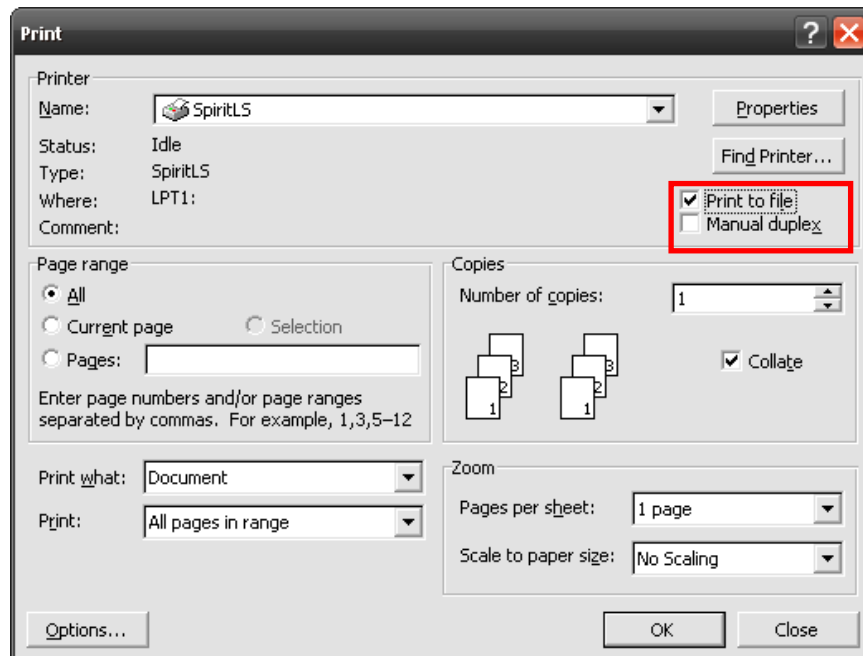 Print
Printer
Name: SpiritLS Properties
Status: Idle
Find Printer...
Type: SpiritLS
Where: LPT1:
Print to file
Comment:
Manual duplex
Page range
All
Current page Selection
Pages:
Enter page numbers and/or page ranges
separated by commas. For example, 1,3,5–12
Copies
Number of copies: 1
3 3
2 2
1 1
Collate
Print what: Document
Print: All pages in range
Zoom
Pages per sheet: 1 page
Scale to paper size: No Scaling
Options... OK Close